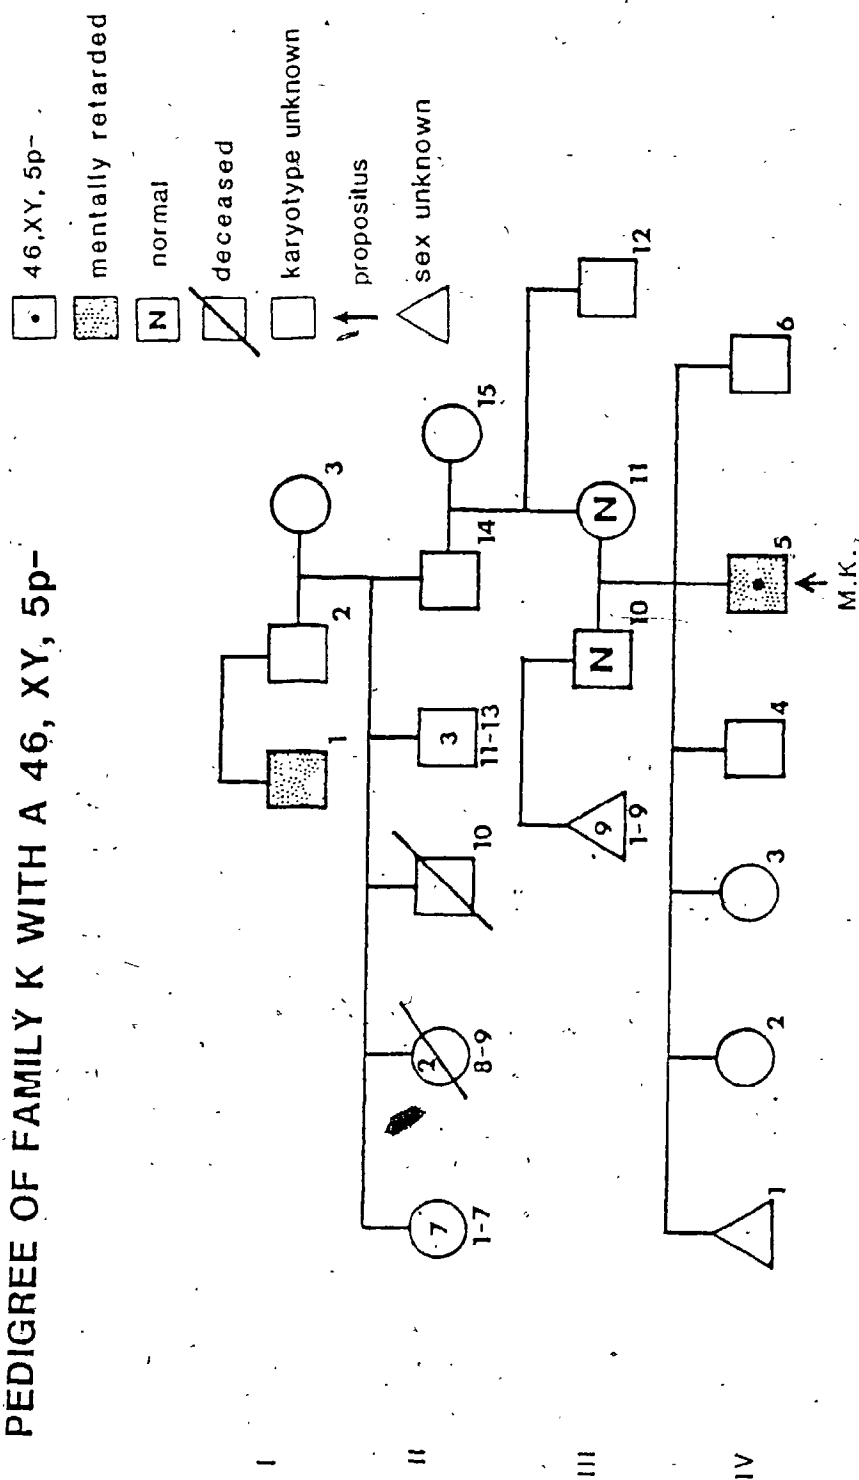 PEDIGREE OF FAMILY K WITH A 46, XY, 5p-
46,XY, 5p-
mentally retarded
N normal
deceased
karyotype unknown
propositus
sex unknown
I
1
2
3
II
7
1-7
2
8-9
10
3
11-13
14
15
III
9
1-9
N
10
N
11
12
IV
1
2
3
4
5
6
M.K.